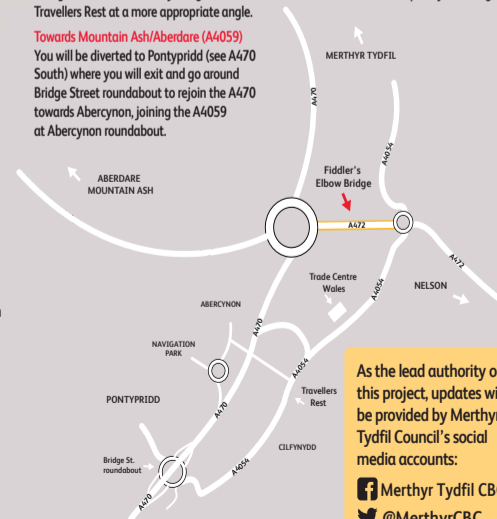 Travellers Rest at a more appropriate angle.
Towards Mountain Ash/Aberdare (A4059)
You will be diverted to Pontypridd (see A470
South) where you will exit and go around
Bridge Street roundabout to rejoin the A470
towards Abercynon, joining the A4059
at Abercynon roundabout.
MERTHYR TYDFIL
A470
A4054
Fiddler's
Elbow Bridge
ABERDARE
MOUNTAIN ASH
A472
A472
NELSON
Trade Centre
Wales
A4054
ABERCYNON
A470
NAVIGATION
PARK
A4054
Travellers
Rest
PONTYPRIDD
A470
CILFYNYDD
Bridge St.
roundabout
A4054
A470
As the lead authority o
this project, updates wi
be provided by Merthyr
Tydfil Council's social
media accounts:
Merthyr Tydfil CB
@MerthyrCBC